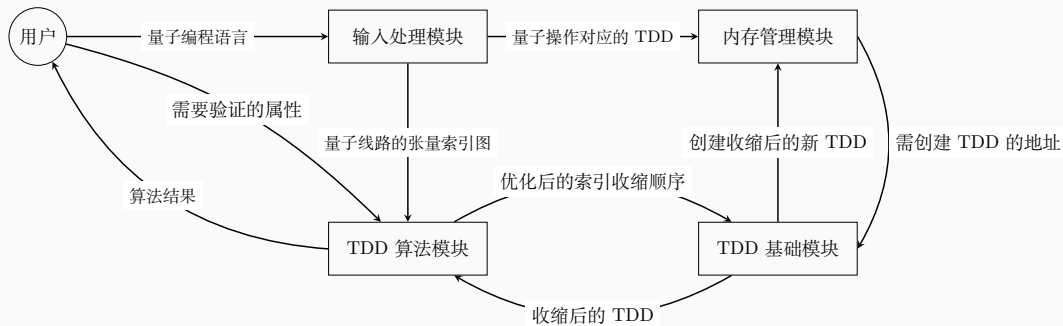 用户
量子编程语言
输入处理模块
量子操作对应的 TDD
内存管理模块
需要验证的属性
量子线路的张量索引图
创建收缩后的新 TDD
需创建 TDD 的地址
算法结果
优化后的索引收缩顺序
TDD 算法模块
TDD 基础模块
收缩后的 TDD